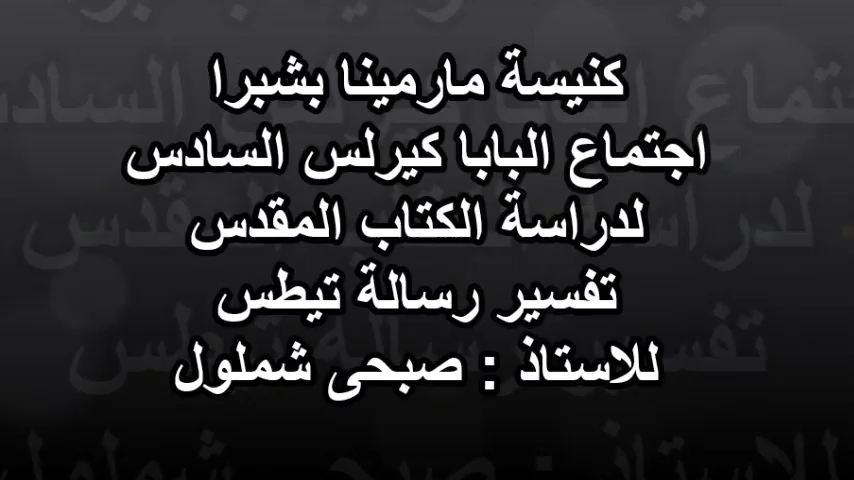 كنيسة مارمينا بشبرا
اجتماع البابا كيرلس السادس
لدراسة الكتاب المقدس
تفسير رسالة تيطس
للاستاذ : صبحى شملول